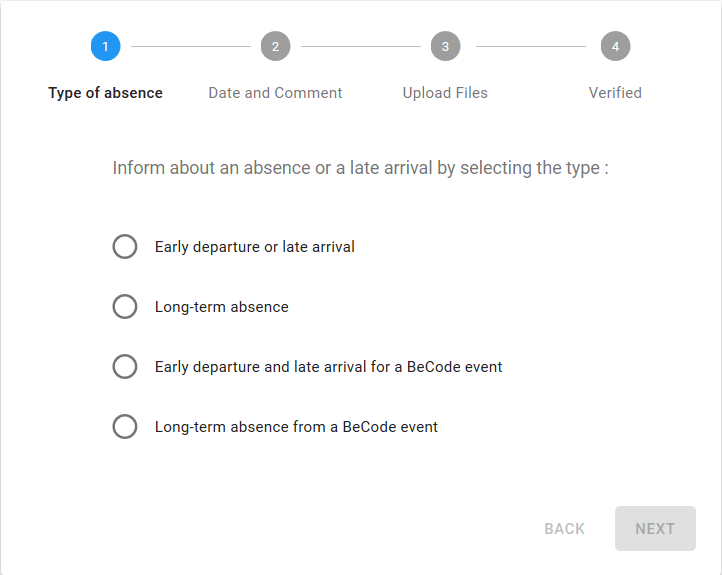 1 2 3 4
Type of absence Date and Comment Upload Files Verified
Inform about an absence or a late arrival by selecting the type :
Early departure or late arrival
Long-term absence
Early departure and late arrival for a BeCode event
Long-term absence from a BeCode event
BACK NEXT